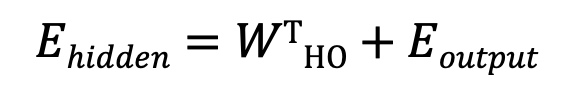 E_hidden = W^T_HO + E_output